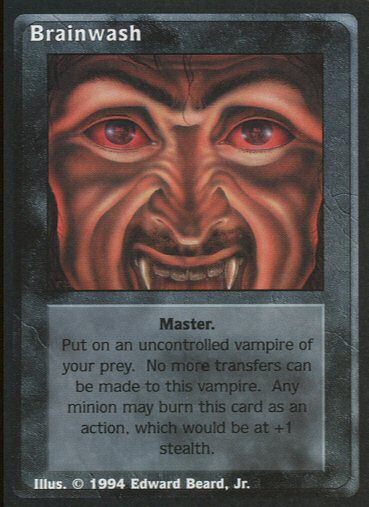 Brainwash
Master.
Put on an uncontrolled vampire of
your prey.  No more transfers can
be made to this vampire.  Any
minion may burn this card as an
action, which would be at +1
stealth.
Illus. © 1994 Edward Beard, Jr.